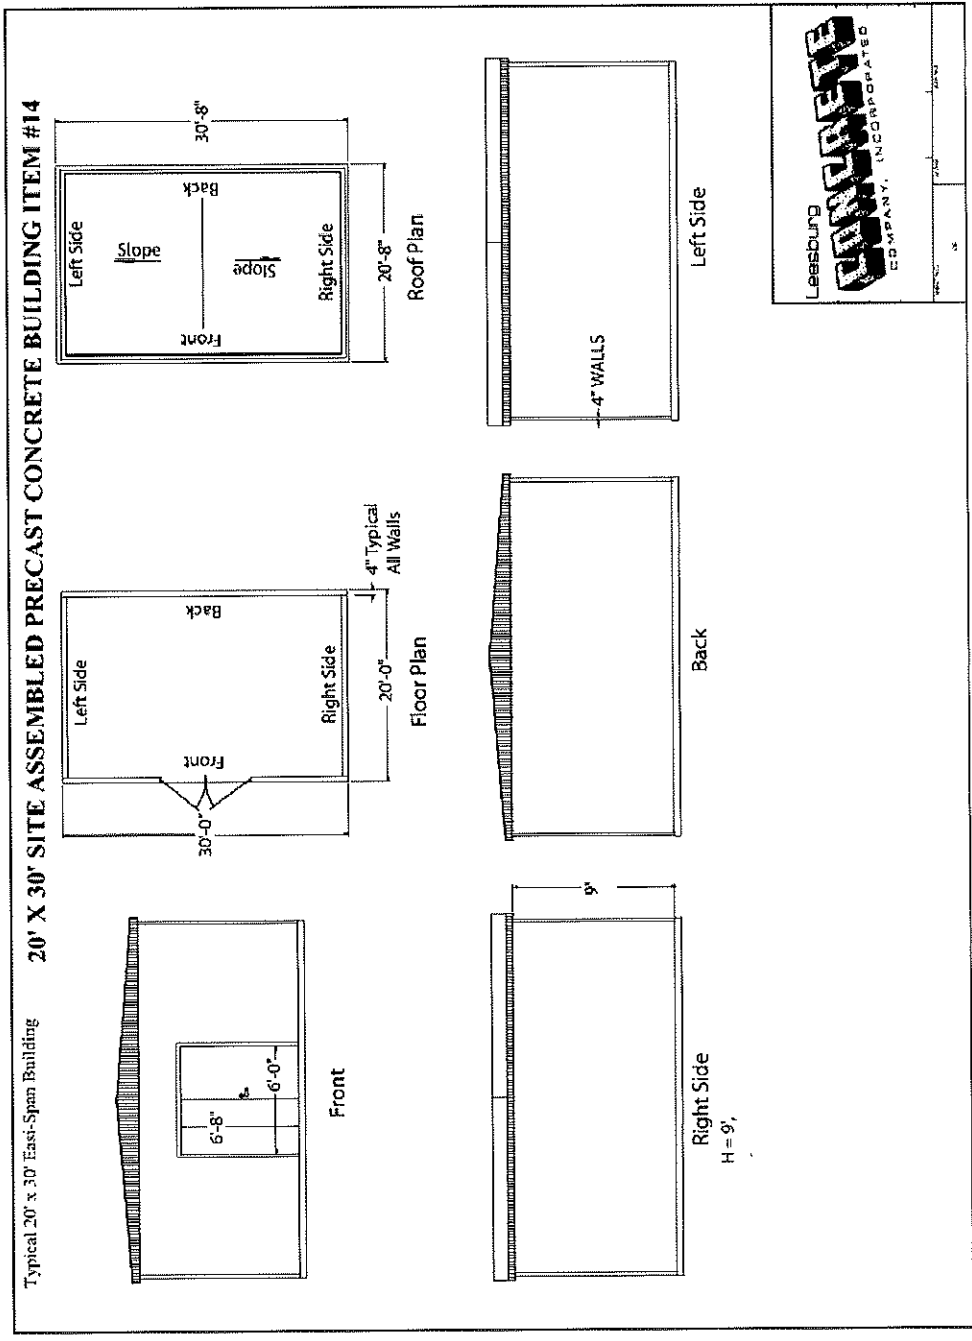 Typical 20' x 30' Easi-Span Building
20' X 30' SITE ASSEMBLED PRECAST CONCRETE BUILDING ITEM #14
6'-8"
6'-0"
Front
30'-0"
Left Side
Front
Back
Right Side
20'-0"
4" Typical
All Walls
Floor Plan
Left Side
Slope
Front
Back
Slope
Right Side
30'-8"
20'-8"
Roof Plan
9'
Right Side
H = 9',
Back
4" WALLS
Left Side
Leesburg
CONCRETE
COMPANY, INCORPORATED